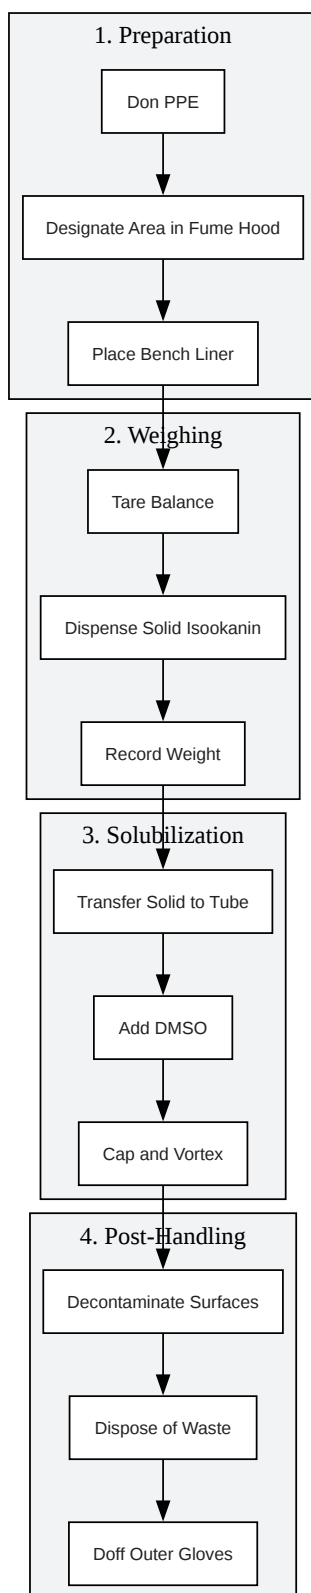 1. Preparation
Don PPE
Designate Area in Fume Hood
Place Bench Liner
2. Weighing
Tare Balance
Dispense Solid Isookanin
Record Weight
3. Solubilization
Transfer Solid to Tube
Add DMSO
Cap and Vortex
4. Post-Handling
Decontaminate Surfaces
Dispose of Waste
Doff Outer Gloves